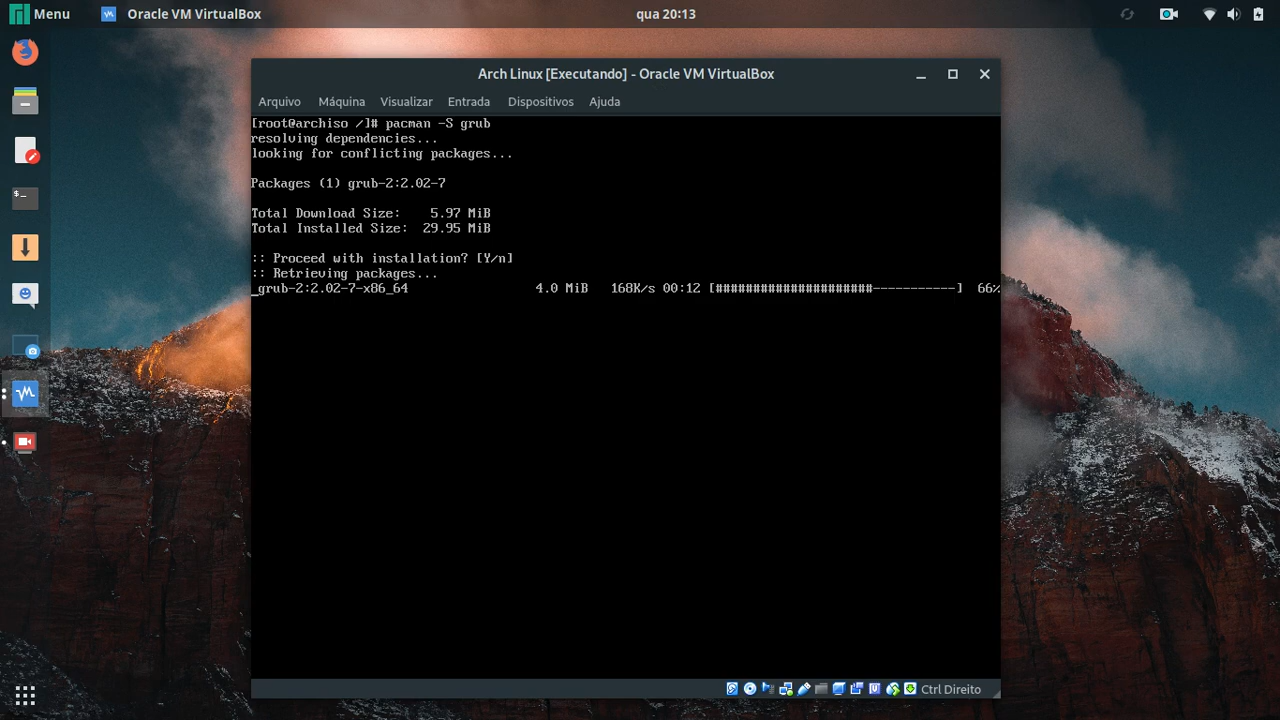 Menu
Oracle VM VirtualBox
qua 20:13
Arch Linux [Executando] - Oracle VM VirtualBox
Arquivo Máquina Visualizar Entrada Dispositivos Ajuda
[root@archiso /]# pacman -S grub
resolving dependencies...
looking for conflicting packages...
Packages (1) grub-2:2.02-7
Total Download Size: 5.97 MiB
Total Installed Size: 29.95 MiB
:: Proceed with installation? [Y/n]
:: Retrieving packages...
_grub-2:2.02-7-x86_64 4.0 MiB 168K/s 00:12 [#####################-----------] 66%
Ctrl Direito